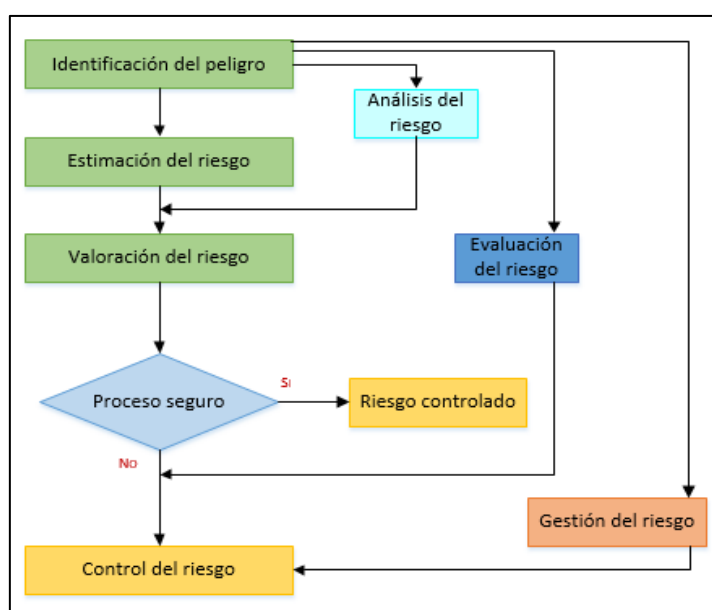 Identificación del peligro
Análisis del
riesgo
Estimación del riesgo
Valoración del riesgo
Evaluación
del riesgo
Proceso seguro
Si
Riesgo controlado
No
Gestión del riesgo
Control del riesgo